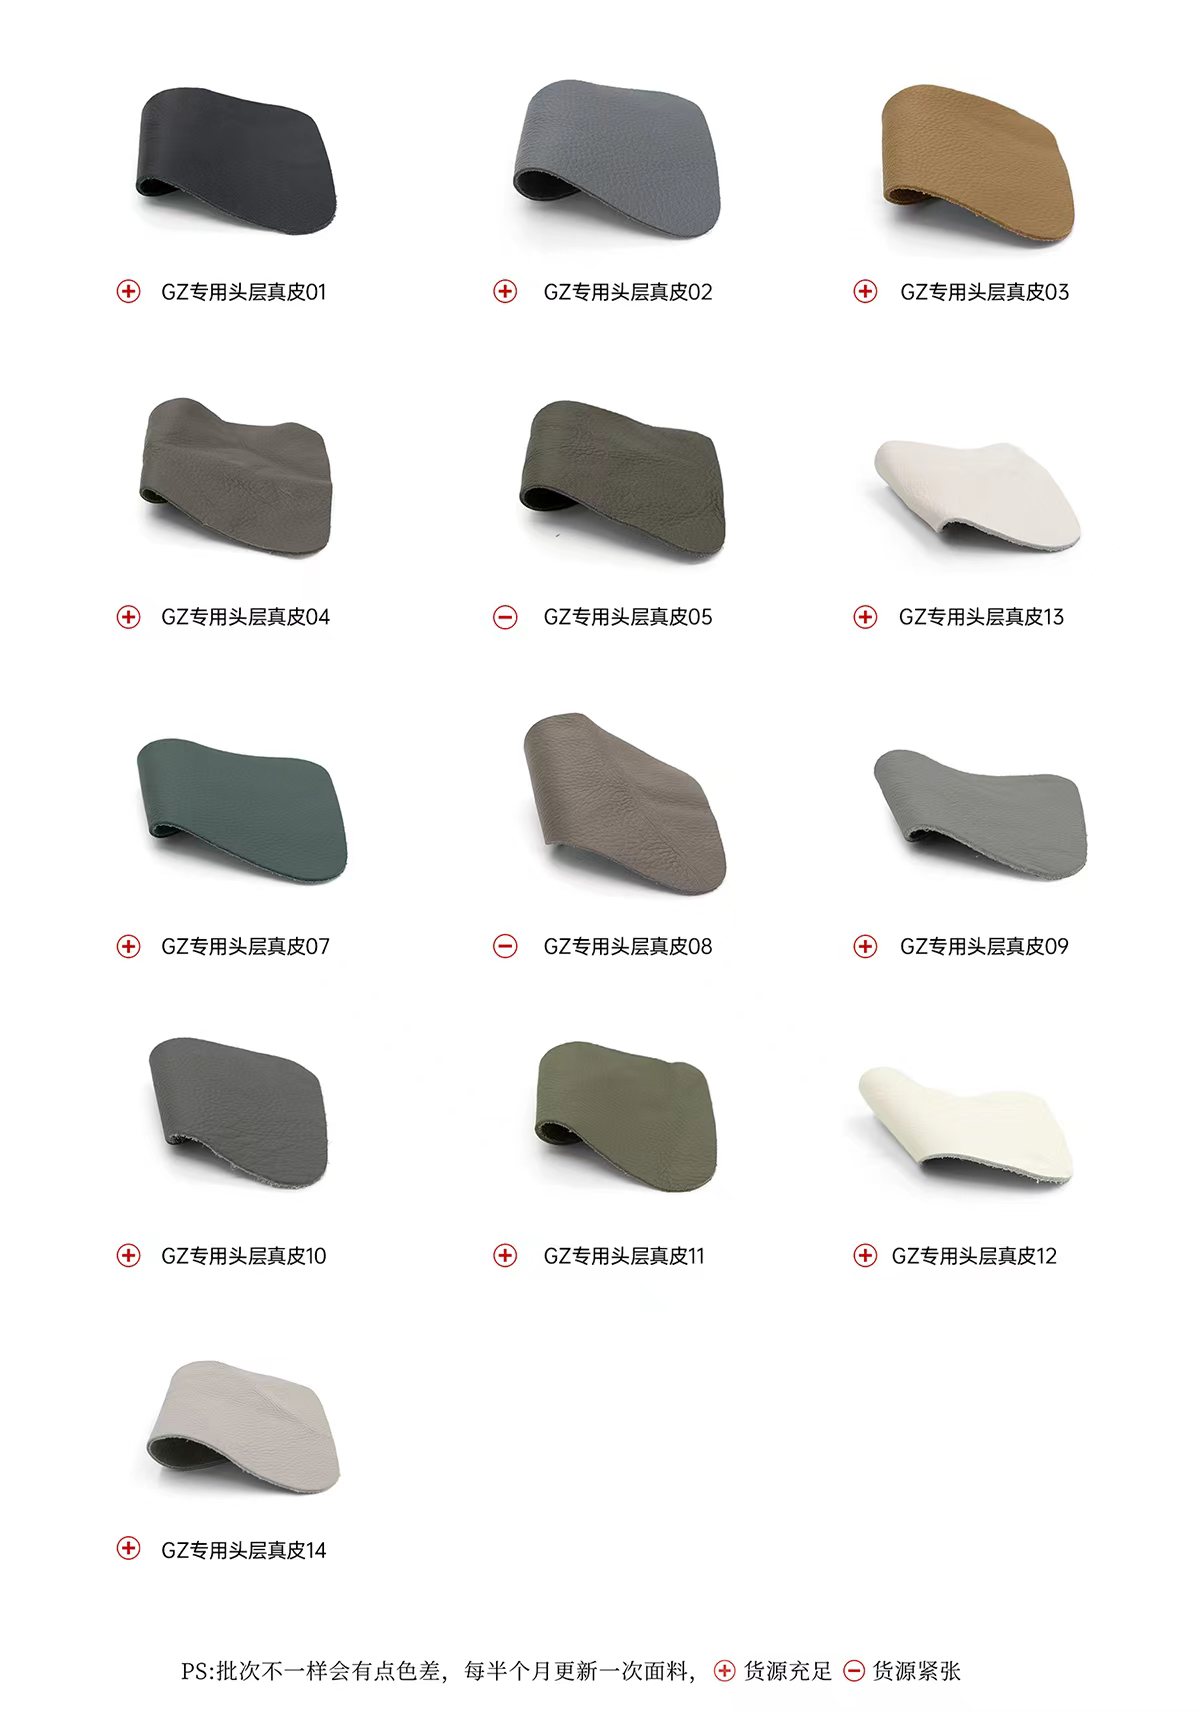 GZ专用头层真皮01
GZ专用头层真皮02
GZ专用头层真皮03
GZ专用头层真皮04
GZ专用头层真皮05
GZ专用头层真皮13
GZ专用头层真皮07
GZ专用头层真皮08
GZ专用头层真皮09
GZ专用头层真皮10
GZ专用头层真皮11
GZ专用头层真皮12
GZ专用头层真皮14
PS:批次不一样会有点色差，每半个月更新一次面料，⊕ 货源充足 ⊖ 货源紧张